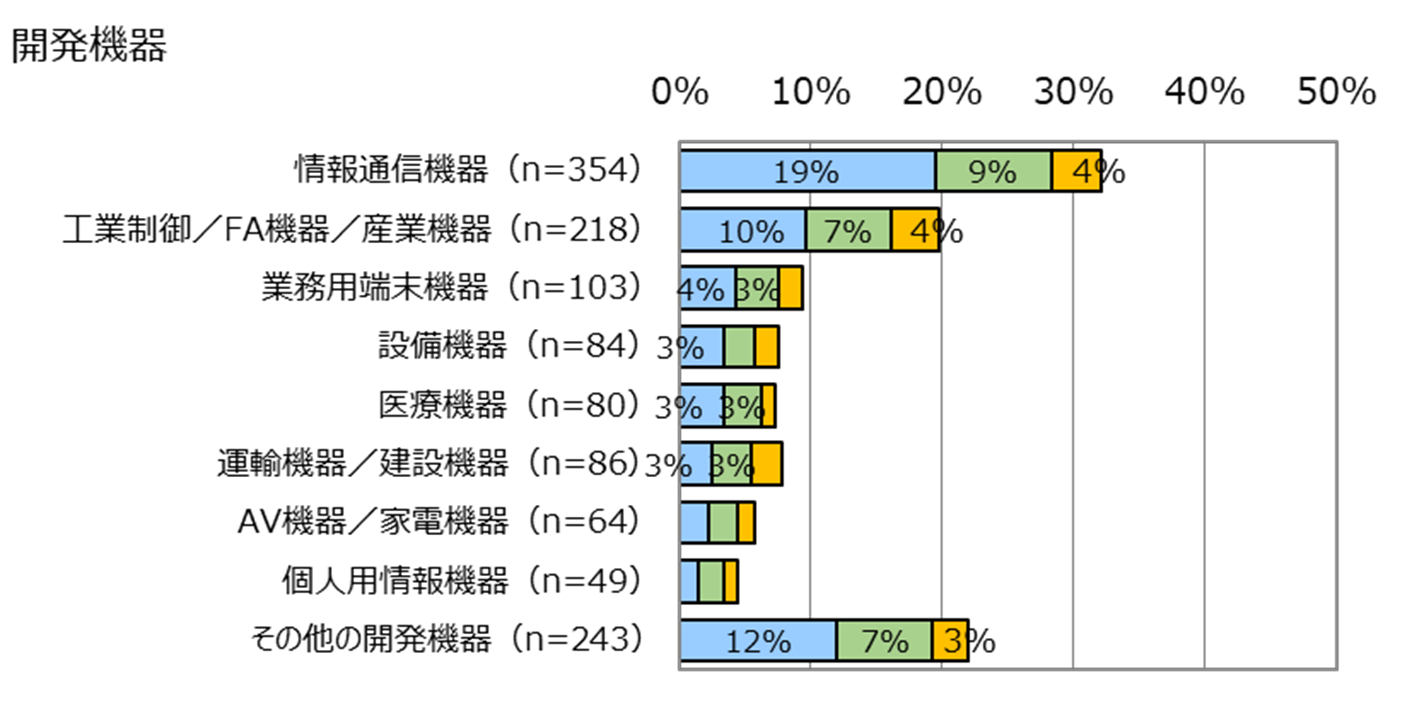 開発機器
0% 10% 20% 30% 40% 50%
情報通信機器（n=354） 19% 9% 4%
工業制御／FA機器／産業機器（n=218） 10% 7% 4%
業務用端末機器（n=103） 4% 3%
設備機器（n=84） 3%
医療機器（n=80） 3% 3%
運輸機器／建設機器（n=86） 3% 3%
AV機器／家電機器（n=64）
個人用情報機器（n=49）
その他の開発機器（n=243） 12% 7% 3%